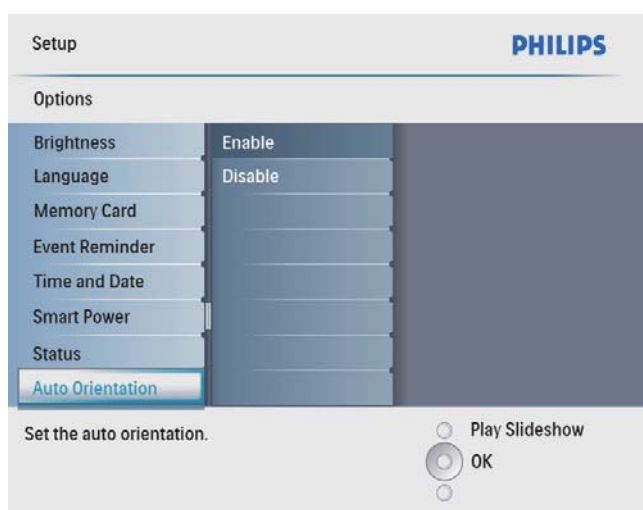 Setup
PHILIPS
Options
Brightness
Enable
Language
Disable
Memory Card
Event Reminder
Time and Date
Smart Power
Status
Auto Orientation
Set the auto orientation.
Play Slideshow
OK